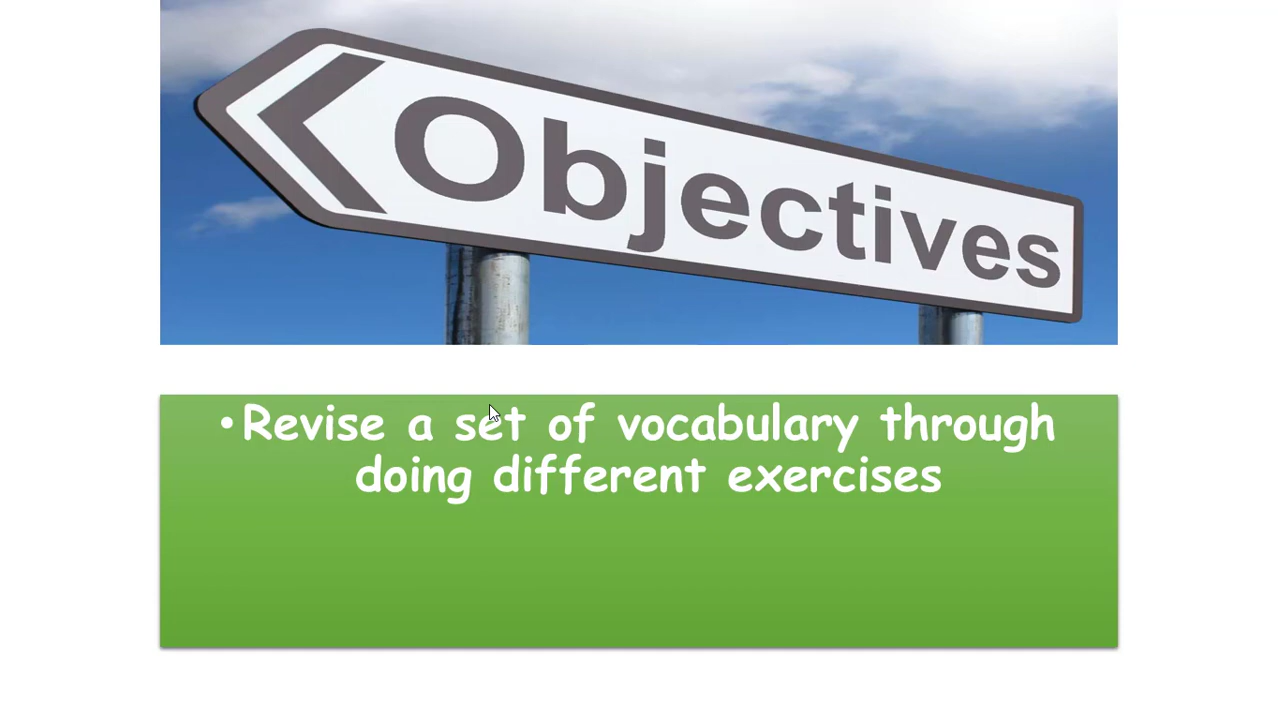 Objectives
•Revise a set of vocabulary through
doing different exercises